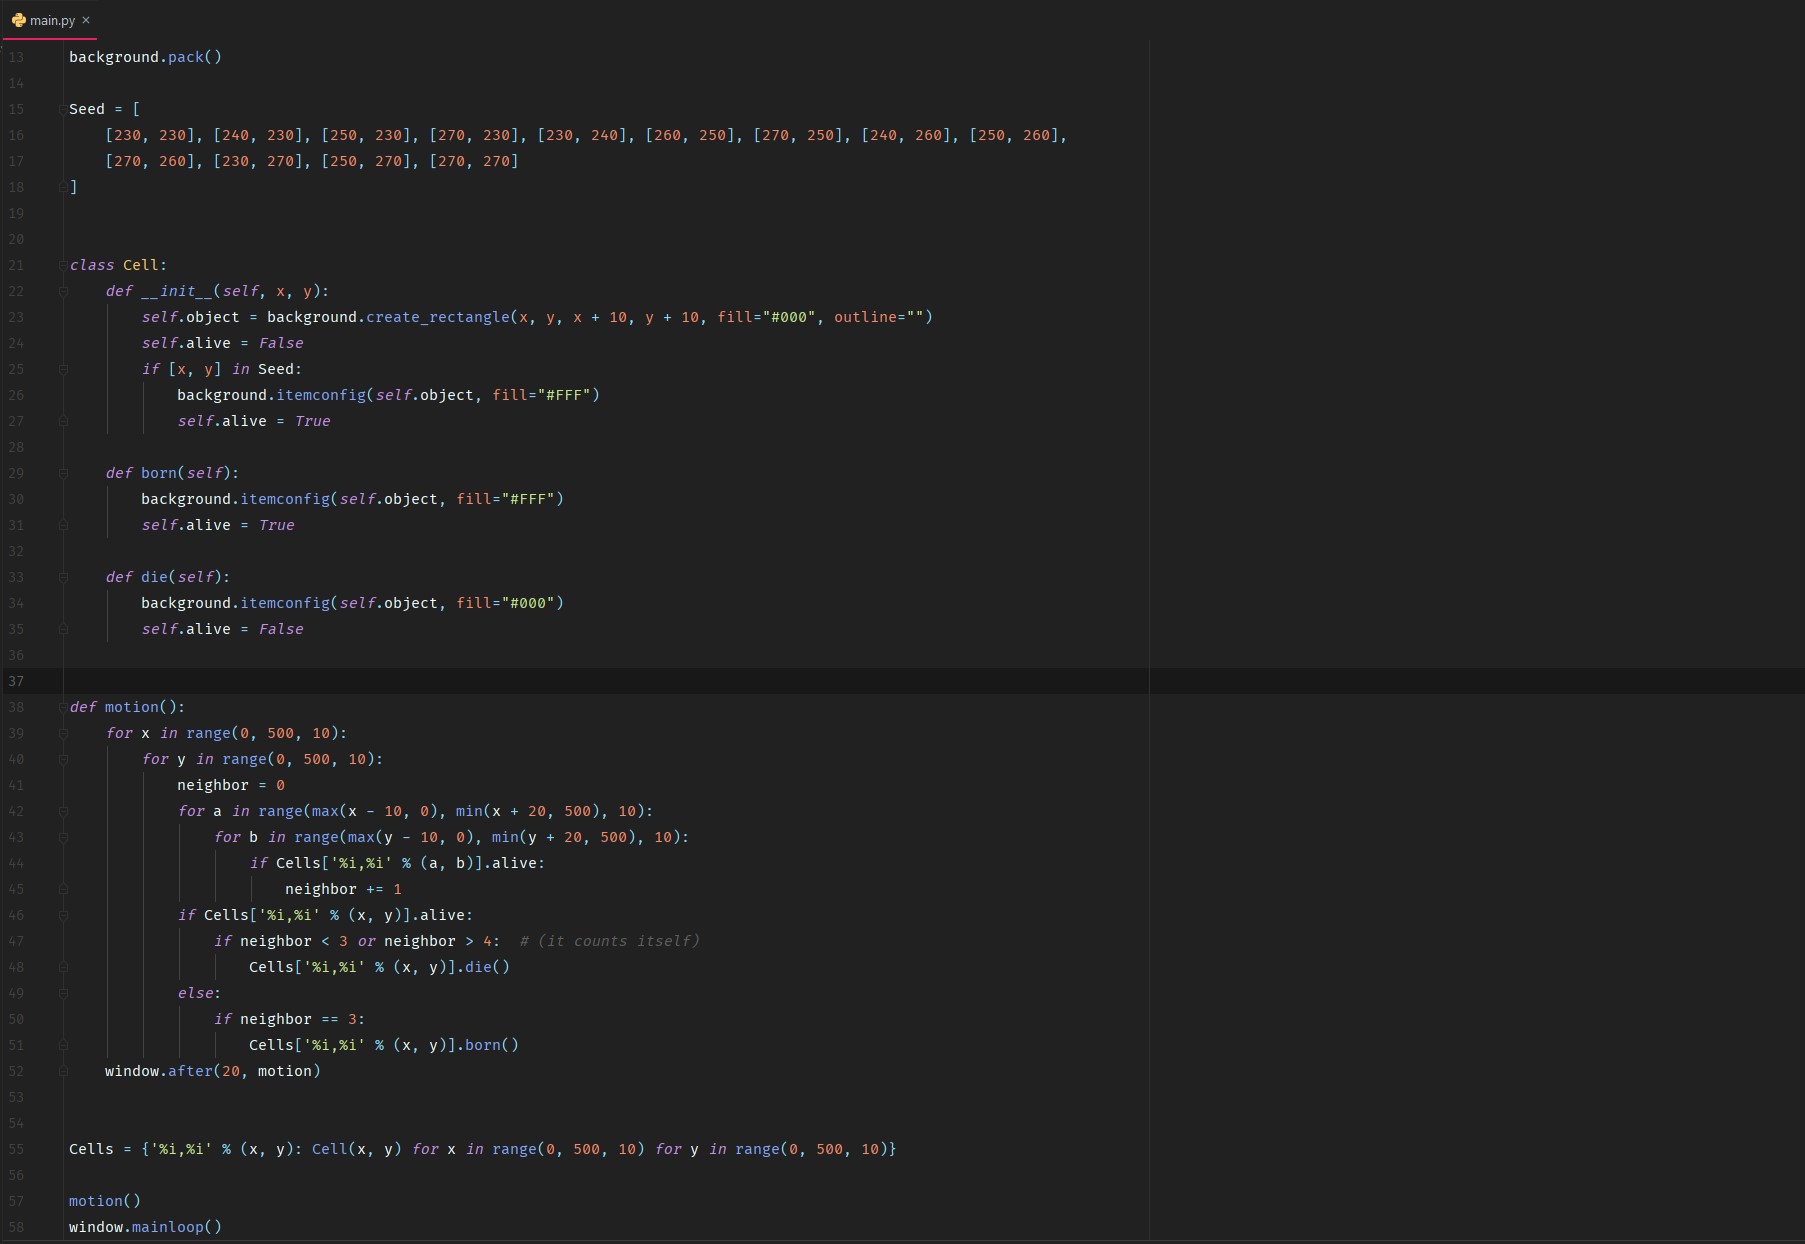 main.py ×
13 background.pack()
14
15 Seed = [
16     [230, 230], [240, 230], [250, 230], [270, 230], [230, 240], [260, 250], [270, 250], [240, 260], [250, 260],
17     [270, 260], [230, 270], [250, 270], [270, 270]
18 ]
19
20
21 class Cell:
22     def __init__(self, x, y):
23         self.object = background.create_rectangle(x, y, x + 10, y + 10, fill="#000", outline="")
24         self.alive = False
25         if [x, y] in Seed:
26             background.itemconfig(self.object, fill="#FFF")
27             self.alive = True
28
29     def born(self):
30         background.itemconfig(self.object, fill="#FFF")
31         self.alive = True
32
33     def die(self):
34         background.itemconfig(self.object, fill="#000")
35         self.alive = False
36
37
38 def motion():
39     for x in range(0, 500, 10):
40         for y in range(0, 500, 10):
41             neighbor = 0
42             for a in range(max(x - 10, 0), min(x + 20, 500), 10):
43                 for b in range(max(y - 10, 0), min(y + 20, 500), 10):
44                     if Cells['%i,%i' % (a, b)].alive:
45                         neighbor += 1
46             if Cells['%i,%i' % (x, y)].alive:
47                 if neighbor < 3 or neighbor > 4:  # (it counts itself)
48                     Cells['%i,%i' % (x, y)].die()
49             else:
50                 if neighbor == 3:
51                     Cells['%i,%i' % (x, y)].born()
52     window.after(20, motion)
53
54
55 Cells = {'%i,%i' % (x, y): Cell(x, y) for x in range(0, 500, 10) for y in range(0, 500, 10)}
56
57 motion()
58 window.mainloop()